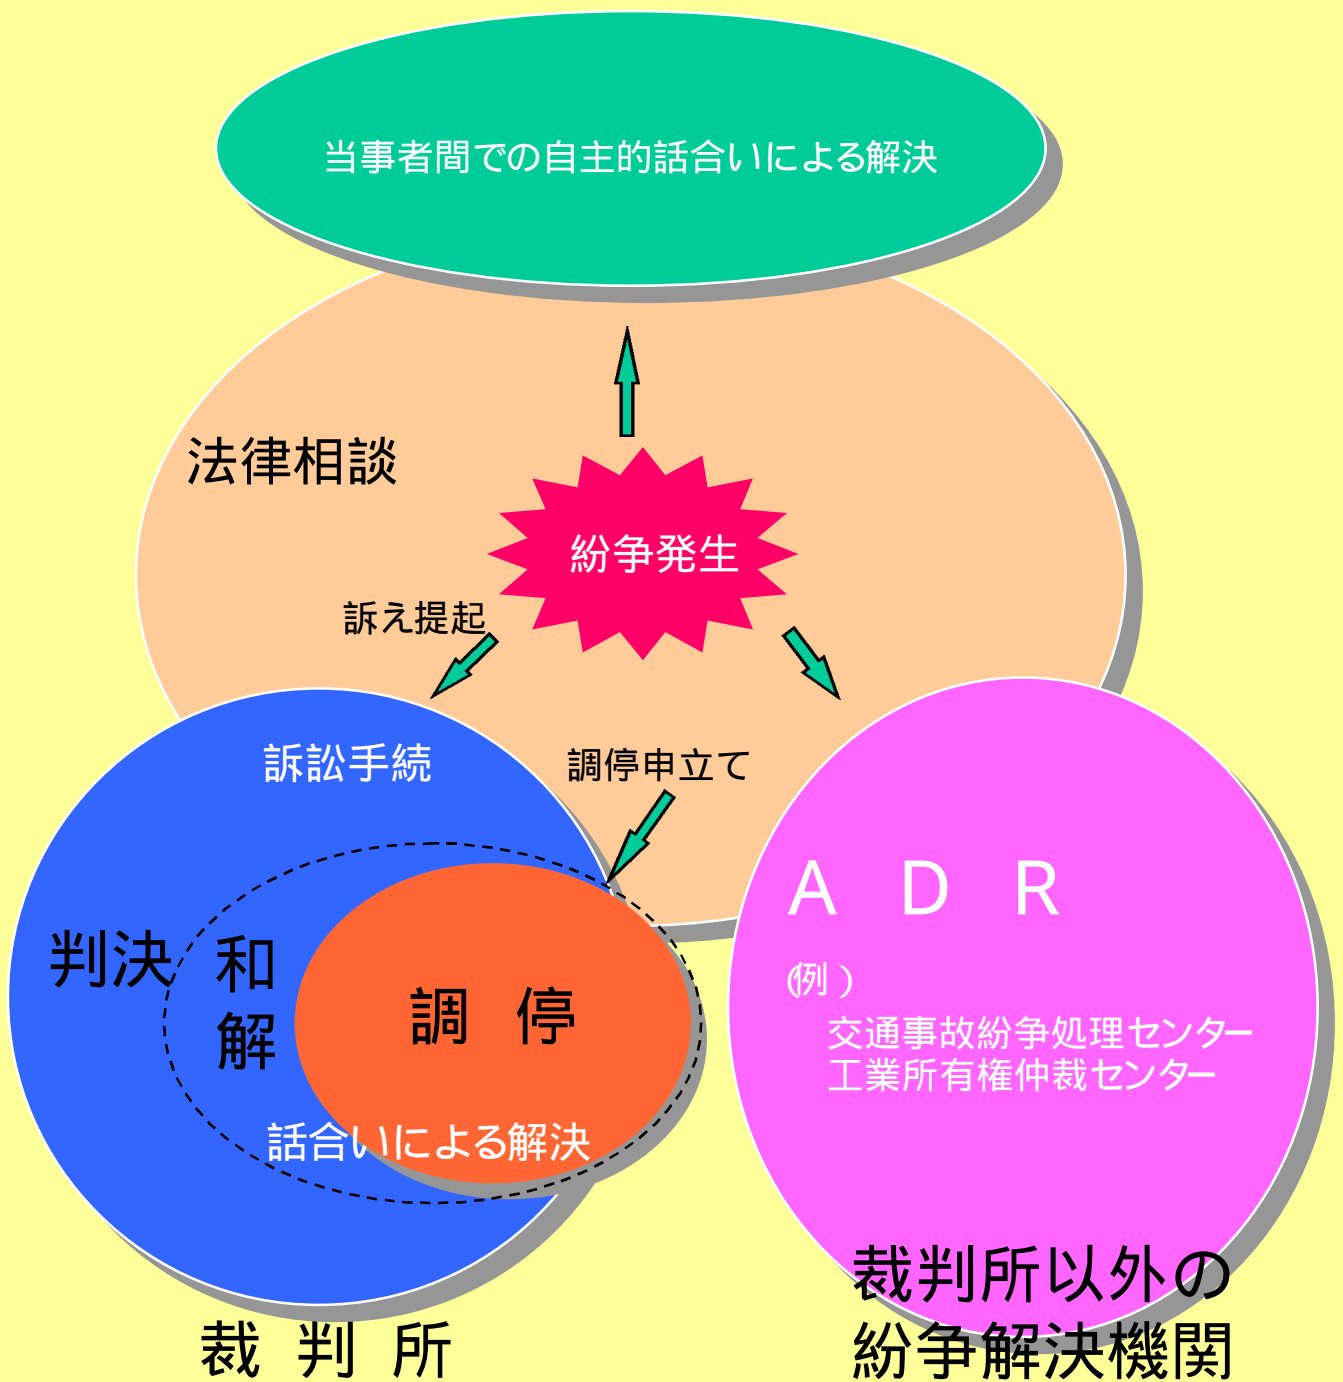 当事者間での自主的話合いによる解決
法律相談
紛争発生
訴え提起
訴訟手続
調停申立て
判決
和解
調 停
話合いによる解決
裁 判 所
A D R
(例)
交通事故紛争処理センター
工業所有権仲裁センター
裁判所以外の
紛争解決機関